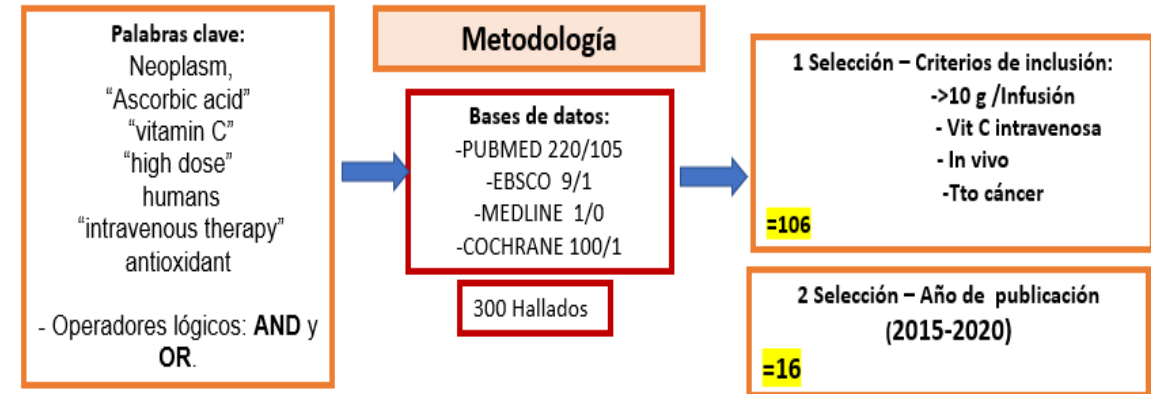 Palabras clave:
Neoplasm,
“Ascorbic acid”
“vitamin C”
“high dose”
humans
“intravenous therapy”
antioxidant
- Operadores lógicos: AND y
OR.
Metodología
Bases de datos:
-PUBMED 220/105
-EBSCO 9/1
-MEDLINE 1/0
-COCHRANE 100/1
300 Hallados
1 Selección – Criterios de inclusión:
->10 g /Infusión
- Vit C intravenosa
- In vivo
-Tto cáncer
=106
2 Selección – Año de publicación
(2015-2020)
=16